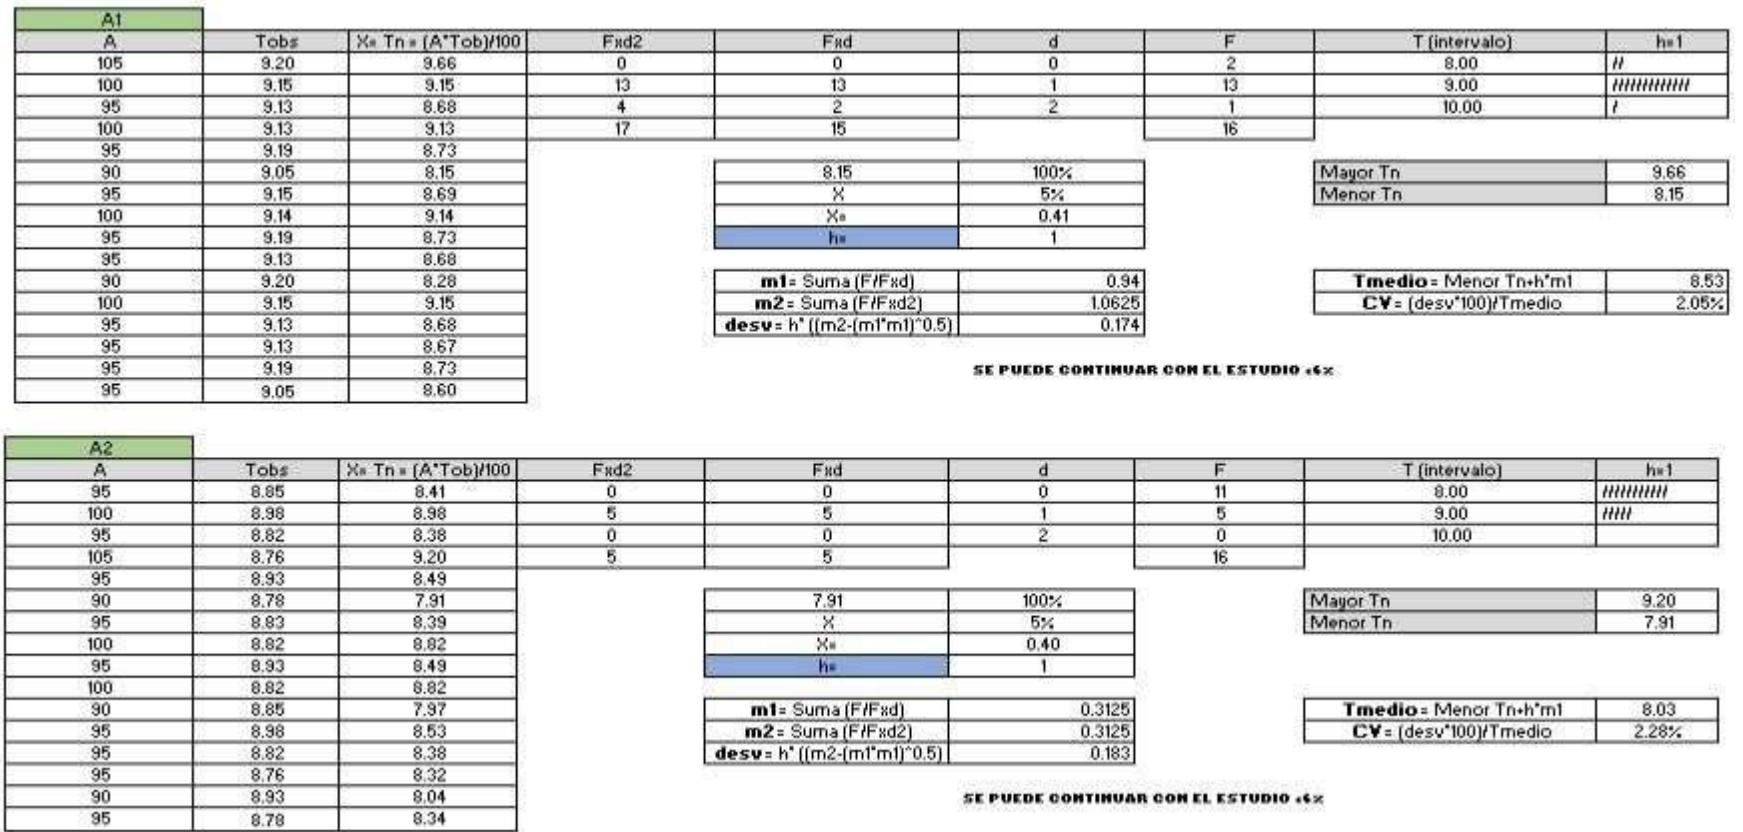 A1
A Tobs X= Tn = (A*Tob)/100 Fxd2 Fxd d F T (intervalo) h=1
105 9.20 9.66 0 0 0 2 8.00 //
100 9.15 9.15 13 13 1 13 9.00 /////////////
95 9.13 8.68 4 2 2 1 10.00 /
100 9.13 9.13 17 15 16
95 9.19 8.73
90 9.05 8.15 8.15 100% Mayor Tn 9.66
95 9.15 8.69 X 5% Menor Tn 8.15
100 9.14 9.14 X= 0.41
95 9.19 8.73 h= 1
95 9.13 8.68
90 9.20 8.28 m1= Suma (F/Fxd) 0.94 Tmedio= Menor Tn+h*m1 8.53
100 9.15 9.15 m2= Suma (F/Fxd2) 1.0625 CV= (desv*100)/Tmedio 2.05%
95 9.13 8.68 desv= h* ((m2-(m1*m1)^0.5) 0.174
95 9.13 8.67
95 9.19 8.73 SE PUEDE CONTINUAR CON EL ESTUDIO <6%
95 9.05 8.60
A2
A Tobs X= Tn = (A*Tob)/100 Fxd2 Fxd d F T (intervalo) h=1
95 8.85 8.41 0 0 0 11 8.00 ///////////
100 8.98 8.98 5 5 1 5 9.00 /////
95 8.82 8.38 0 0 2 0 10.00
105 8.76 9.20 5 5 16
95 8.93 8.49
90 8.78 7.91 7.91 100% Mayor Tn 9.20
95 8.83 8.39 X 5% Menor Tn 7.91
100 8.82 8.82 X= 0.40
95 8.93 8.49 h= 1
100 8.82 8.82
90 8.85 7.97 m1= Suma (F/Fxd) 0.3125 Tmedio= Menor Tn+h*m1 8.03
95 8.98 8.53 m2= Suma (F/Fxd2) 0.3125 CV= (desv*100)/Tmedio 2.28%
95 8.82 8.38 desv= h* ((m2-(m1*m1)^0.5) 0.183
95 8.76 8.32
90 8.93 8.04 SE PUEDE CONTINUAR CON EL ESTUDIO <6%
95 8.78 8.34